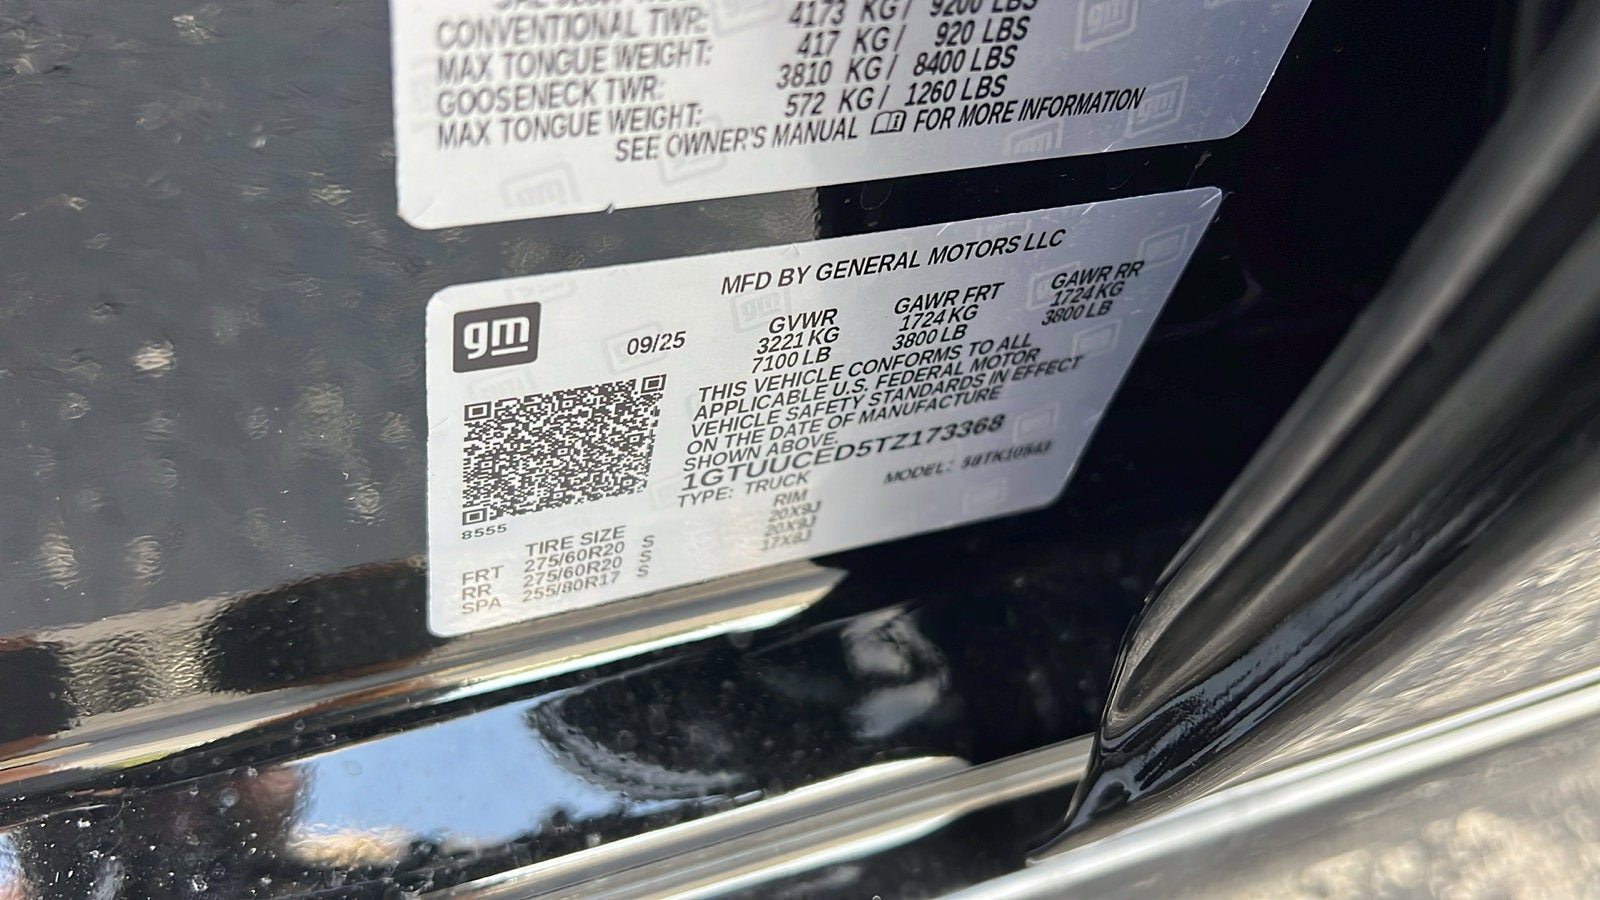 CONVENTIONAL TWR: 4173 KG/ 9200 LBS
MAX TONGUE WEIGHT: 417 KG/ 920 LBS
GOOSENECK TWR: 3810 KG/ 8400 LBS
MAX TONGUE WEIGHT: 572 KG/ 1260 LBS
SEE OWNER'S MANUAL FOR MORE INFORMATION
gm
MFD BY GENERAL MOTORS LLC
09/25
GVWR GAWR FRT GAWR RR
3221 KG 1724 KG 1724 KG
7100 LB 3800 LB 3800 LB
THIS VEHICLE CONFORMS TO ALL
APPLICABLE U.S. FEDERAL MOTOR
VEHICLE SAFETY STANDARDS IN EFFECT
ON THE DATE OF MANUFACTURE
SHOWN ABOVE.
1GTUUCED5TZ173368
TYPE: TRUCK MODEL:
8555
TIRE SIZE RIM
FRT 275/60R20 S 20X9J
RR 275/60R20 S 20X9J
SPA 255/80R17 S 17X8J